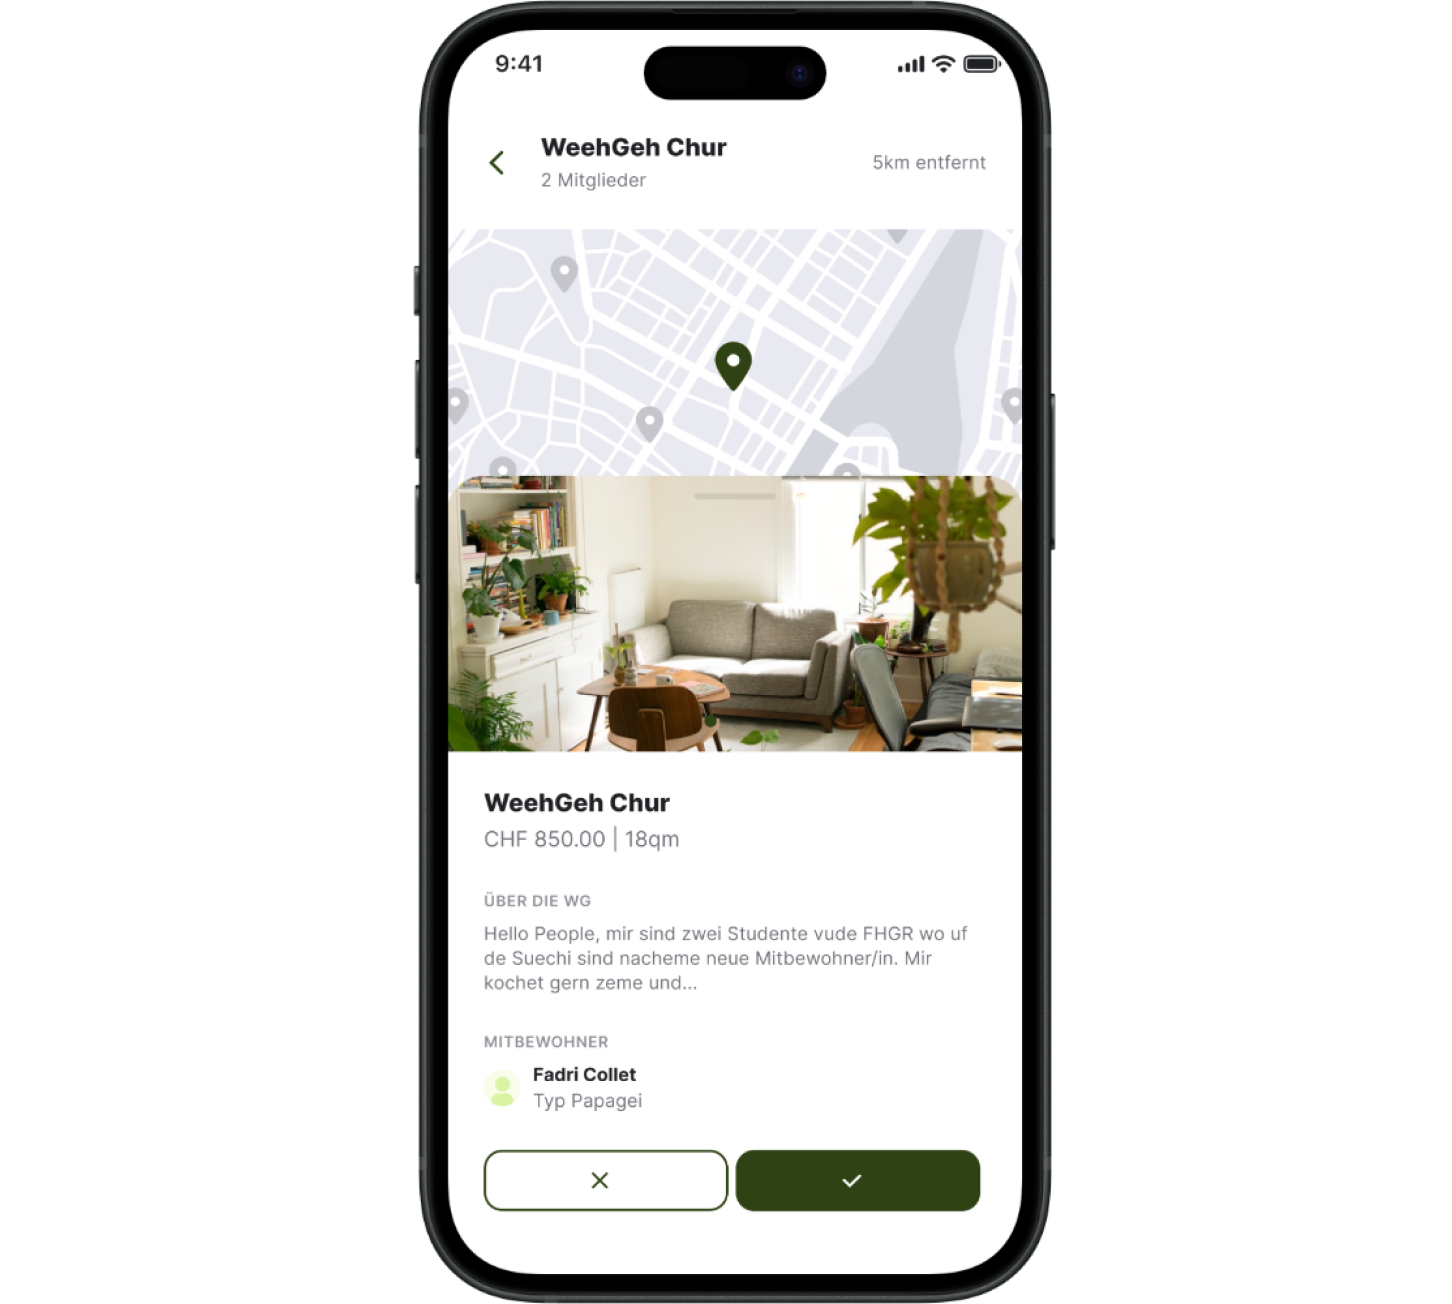 9:41
WeehGeh Chur
2 Mitglieder
5km entfernt
WeehGeh Chur
CHF 850.00 | 18qm
ÜBER DIE WG
Hello People, mir sind zwei Studente vude FHGR wo uf
de Suechi sind nacheme neue Mitbewohner/in. Mir
kochet gern zeme und...
MITBEWOHNER
Fadri Collet
Typ Papagei